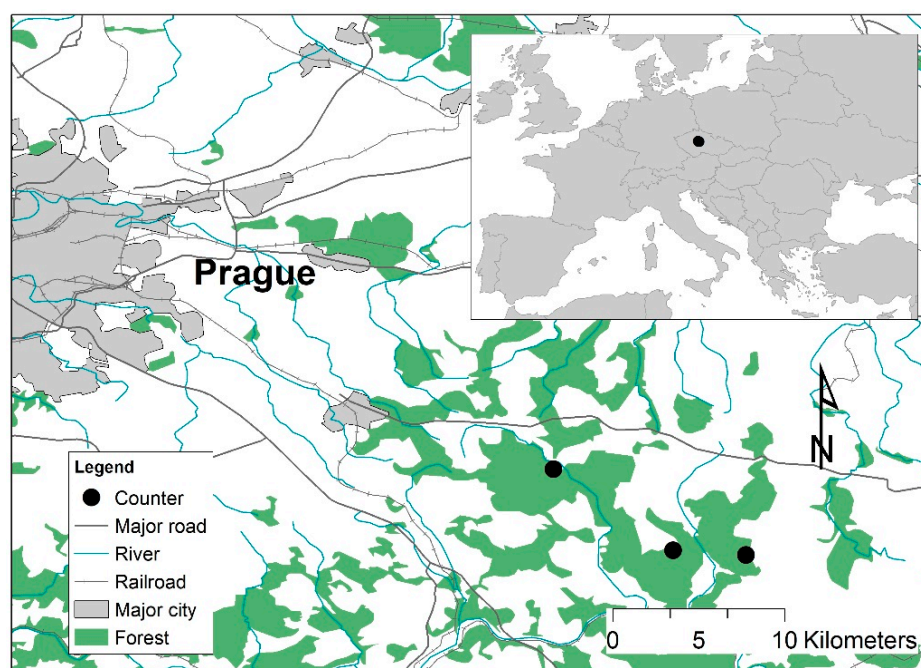 Prague
N
Legend
Counter
Major road
River
Railroad
Major city
Forest
0 5 10 Kilometers